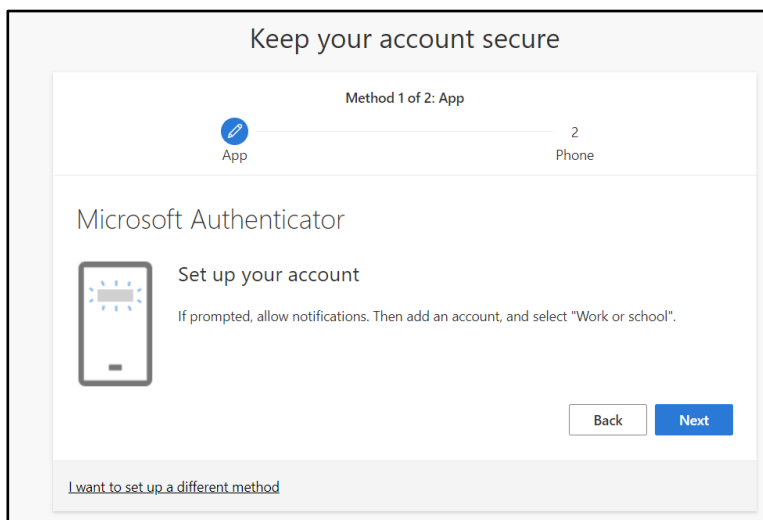 Keep your account secure
Method 1 of 2: App
2
App
Phone
Microsoft Authenticator
Set up your account
If prompted, allow notifications. Then add an account, and select "Work or school".
Back
Next
I want to set up a different method